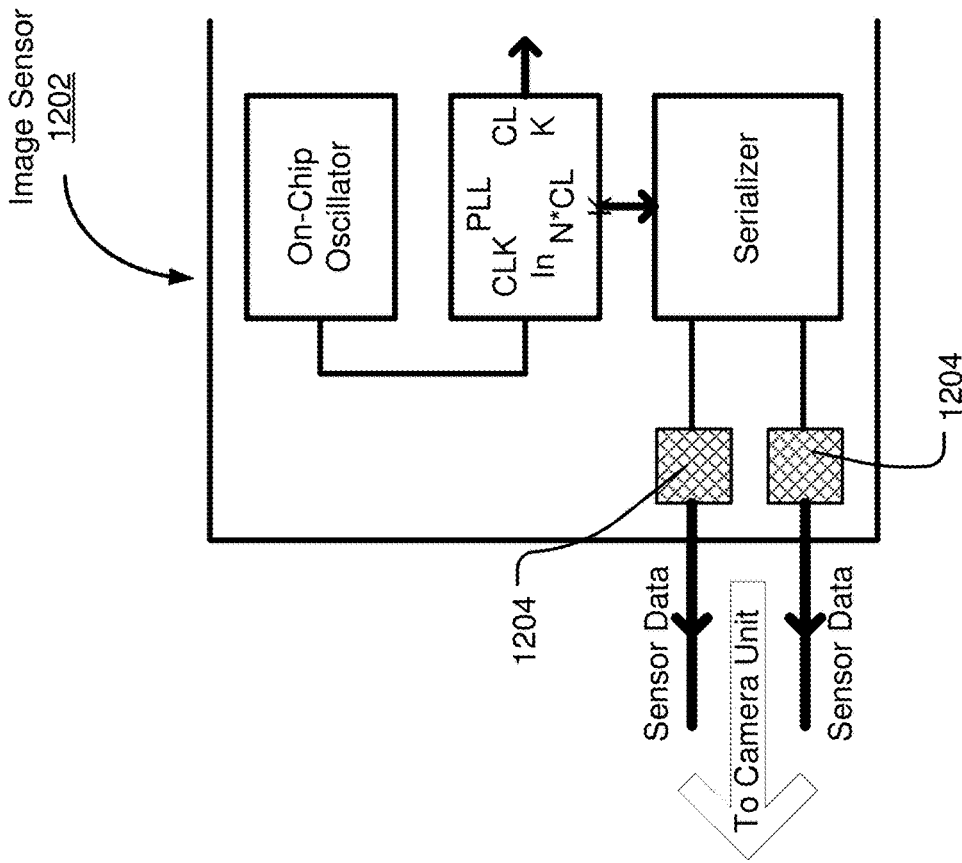 Image Sensor
1202
On-Chip
Oscillator
PLL
CLK
In
CL
K
N*CL
K
Serializer
1204
1204
Sensor Data
To Camera Unit
Sensor Data